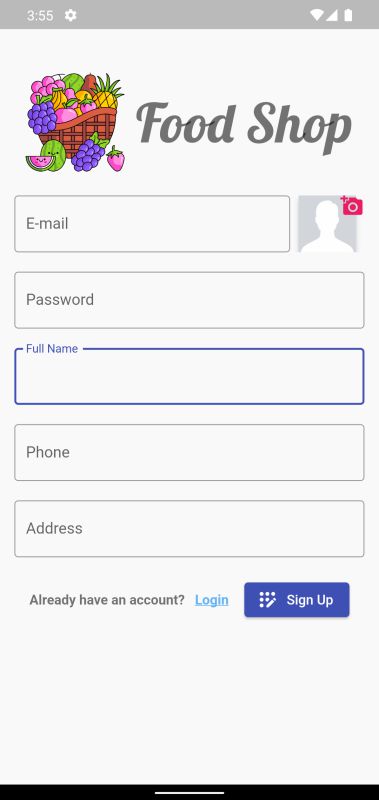 3:55
Food Shop
E-mail
Password
Full Name
Phone
Address
Already have an account? Login
Sign Up